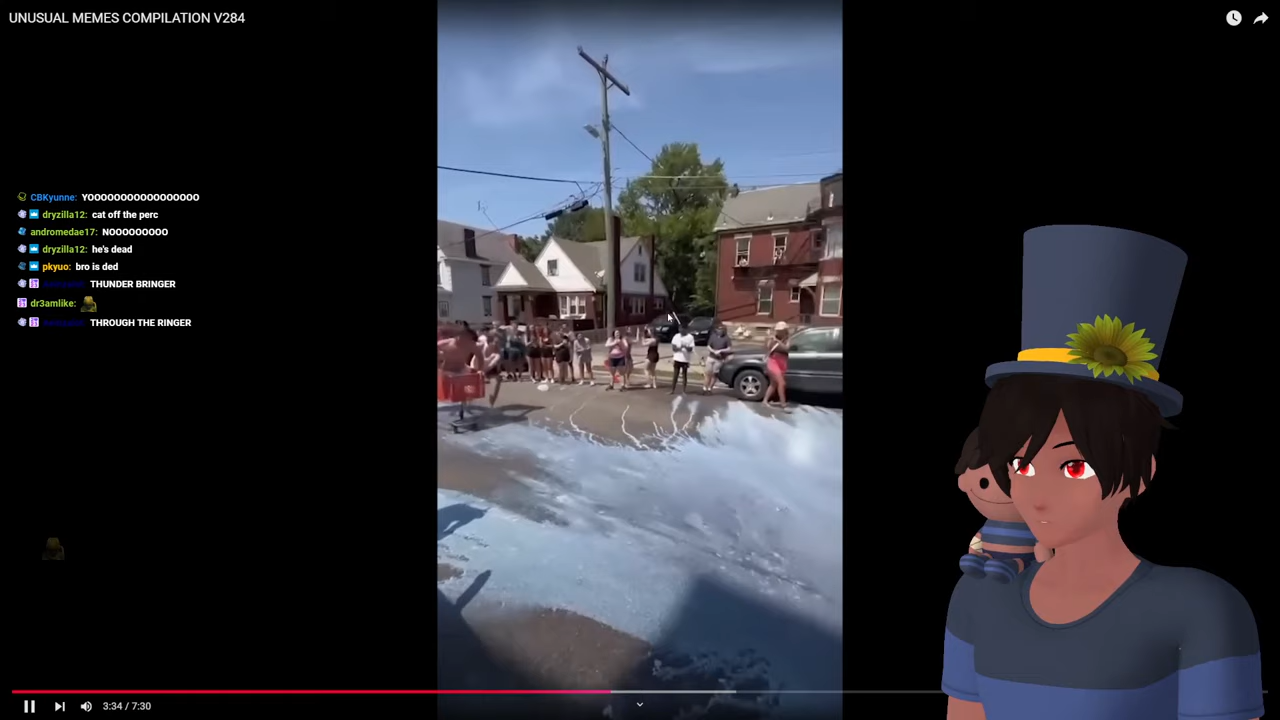 UNUSUAL MEMES COMPILATION V284
CBKyunne: YOOOOOOOOOOOOOOOOO
dryzilla12: cat off the perc
andromedae17: NOOOOOOOOO
dryzilla12: he's dead
pkyuo: bro is ded
THUNDER BRINGER
dr3amlike:
THROUGH THE RINGER
3:34 / 7:30